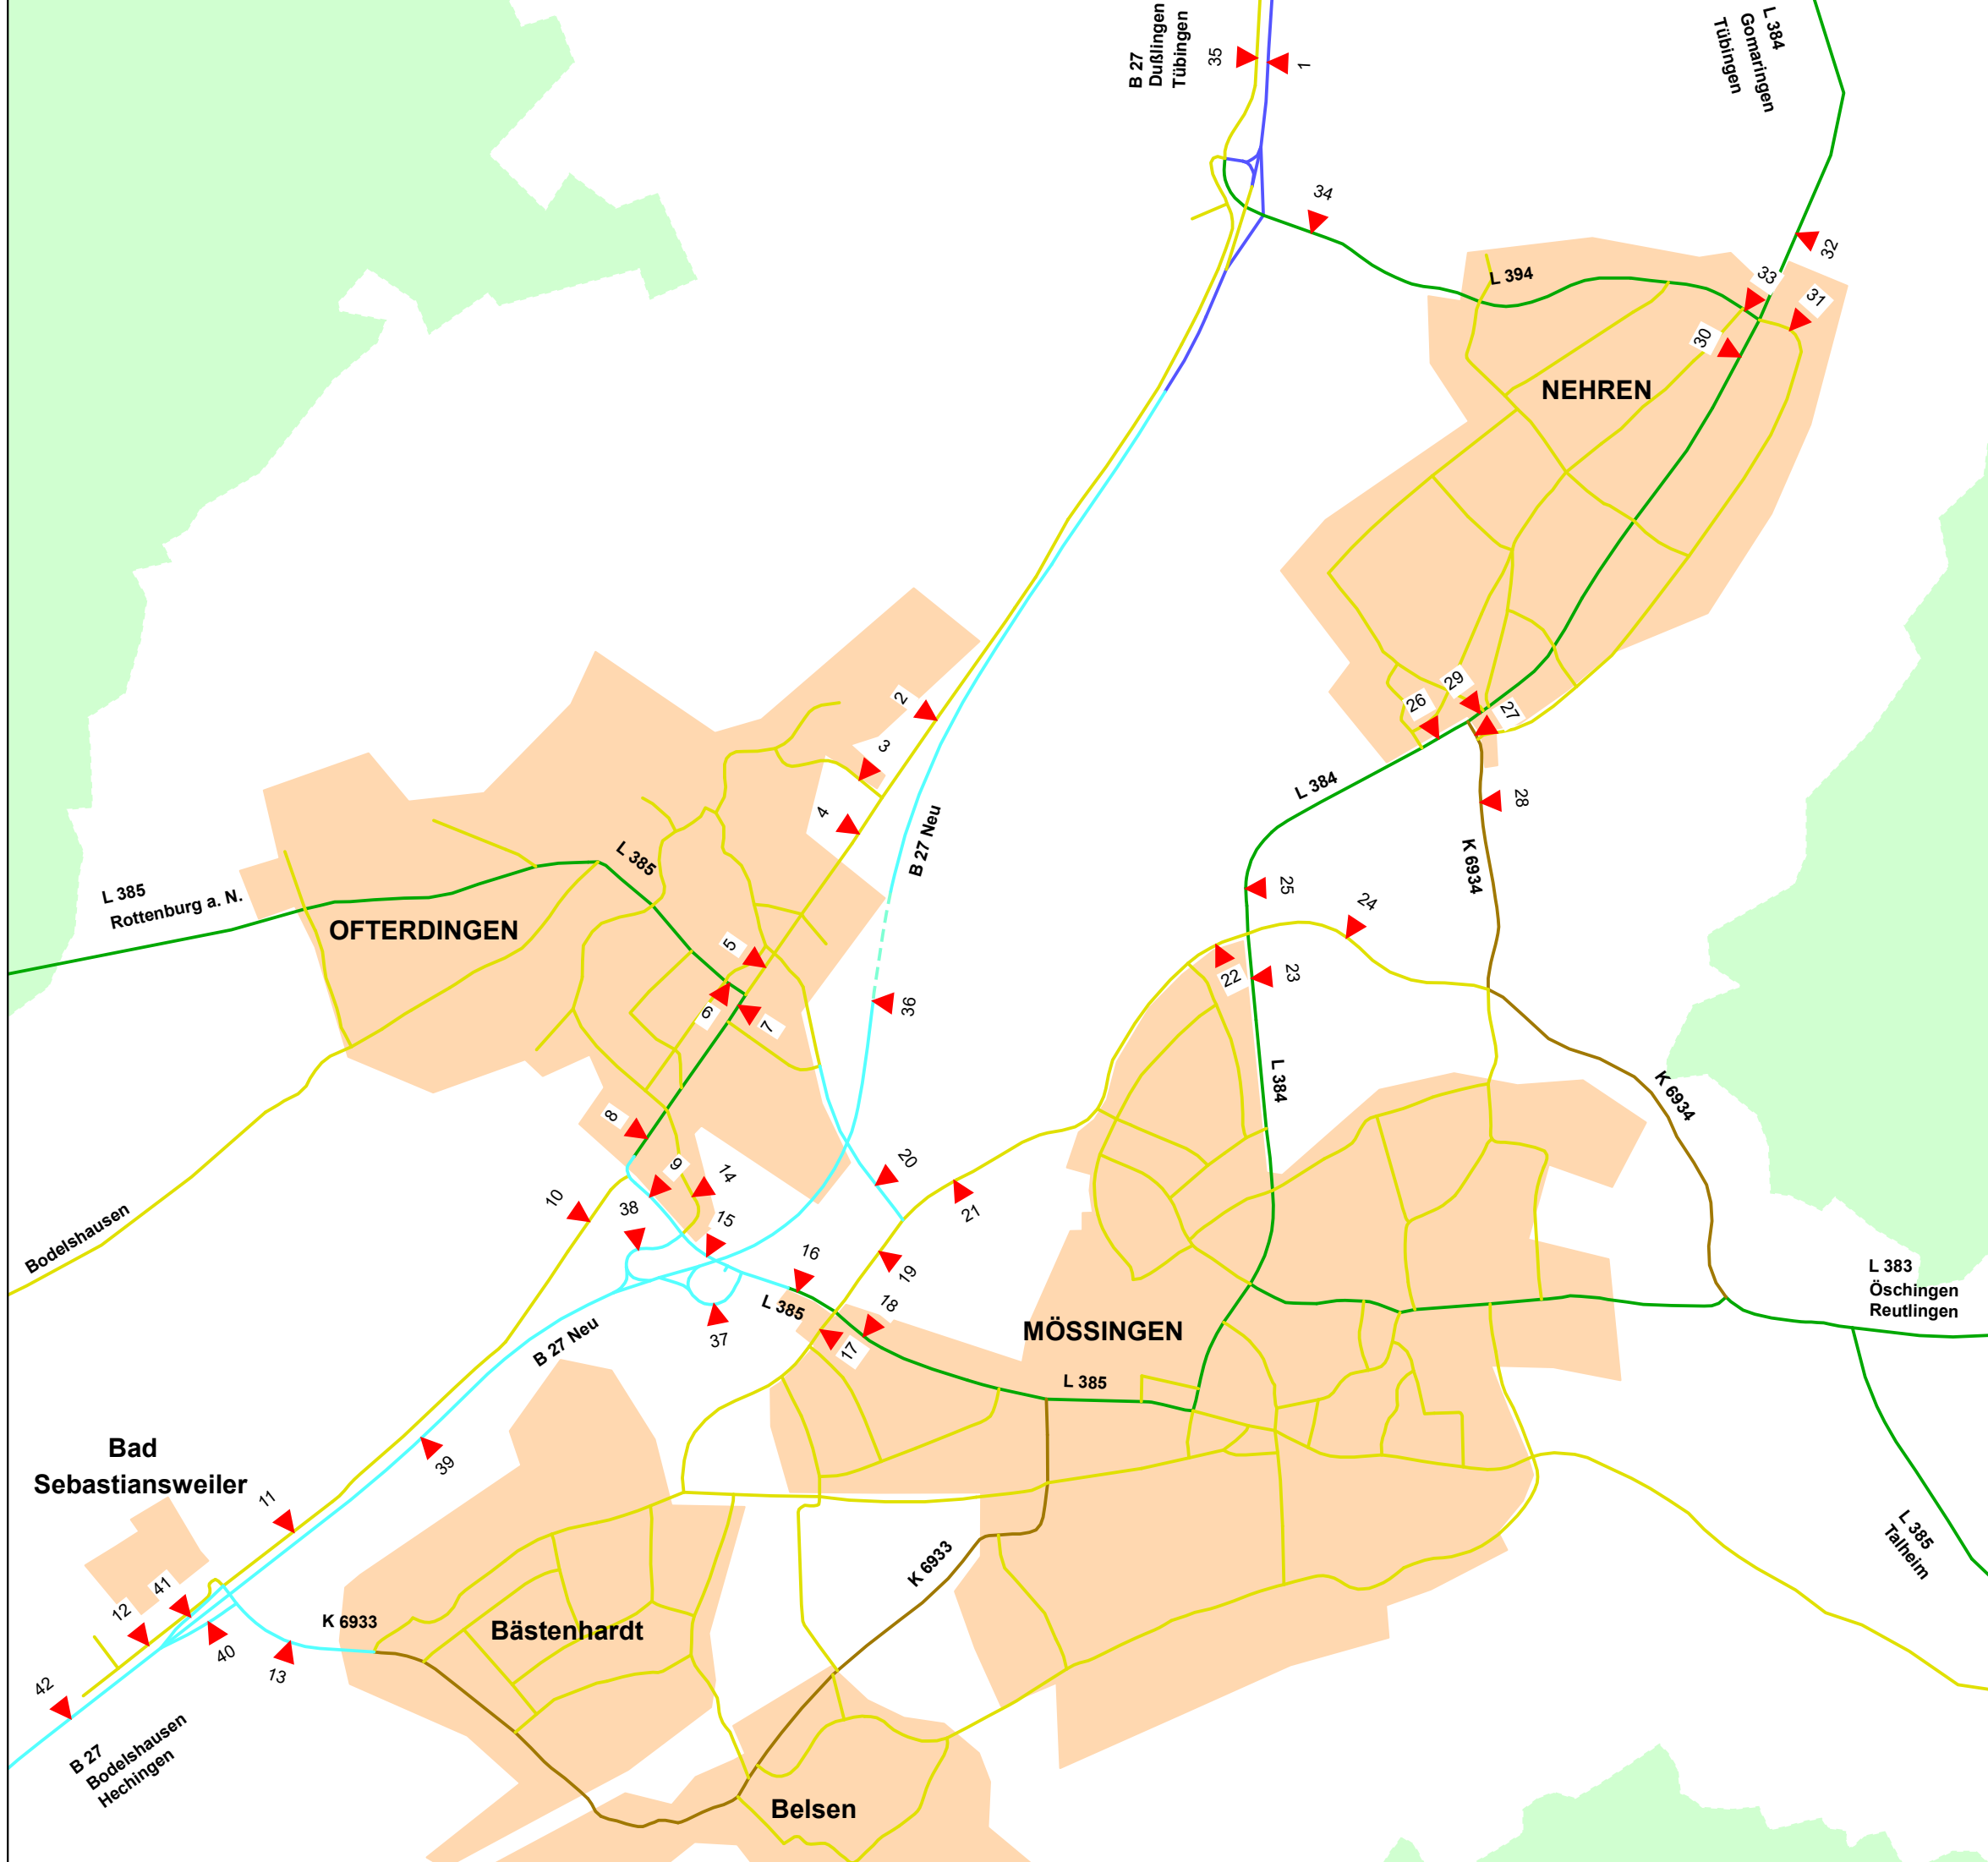 B 27
Dußlingen
Tübingen
35
1
L 384
Gomaringen
Tübingen
34
32
L 394
33
31
30
NEHREN
2
29
26
27
3
L 384
28
4
B 27 Neu
K 6934
L 385
L 385
Rottenburg a. N.
25
24
OFTERDINGEN
5
22
23
36
6
7
L 384
K 6934
8
9
14
20
10
38
15
21
Bodelshausen
16
19
L 383
Öschingen
Reutlingen
L 385
18
37
17
MÖSSINGEN
B 27 Neu
L 385
Bad
Sebastiansweiler
39
11
L 385
Talheim
K 6933
41
12
K 6933
Bästenhardt
40
13
42
B 27
Bodelshausen
Hechingen
Belsen